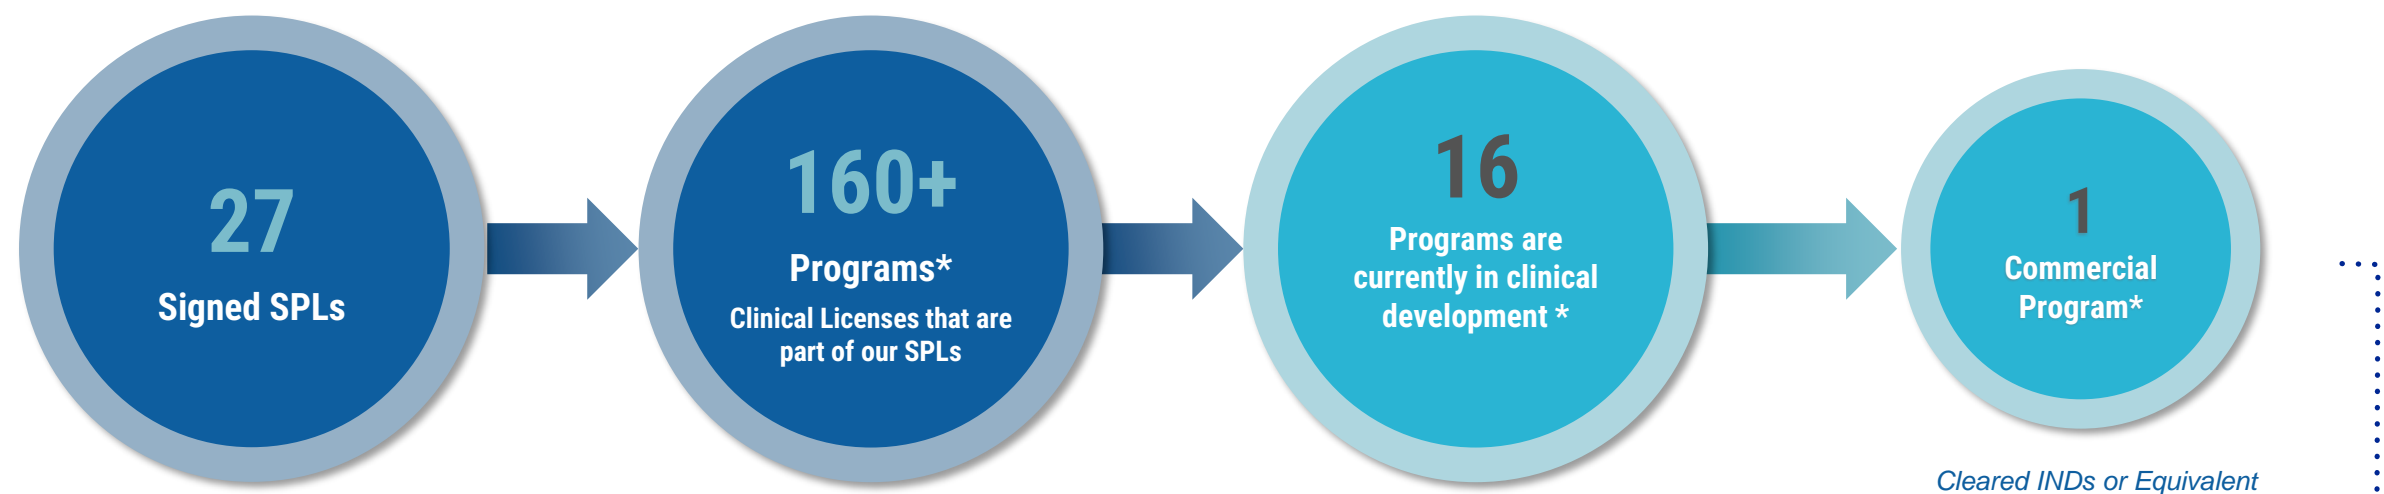 27
Signed SPLs
160+
Programs*
Clinical Licenses that are
part of our SPLs
16
Programs are
currently in clinical
development *
1
Commercial
Program*
Cleared INDs or Equivalent